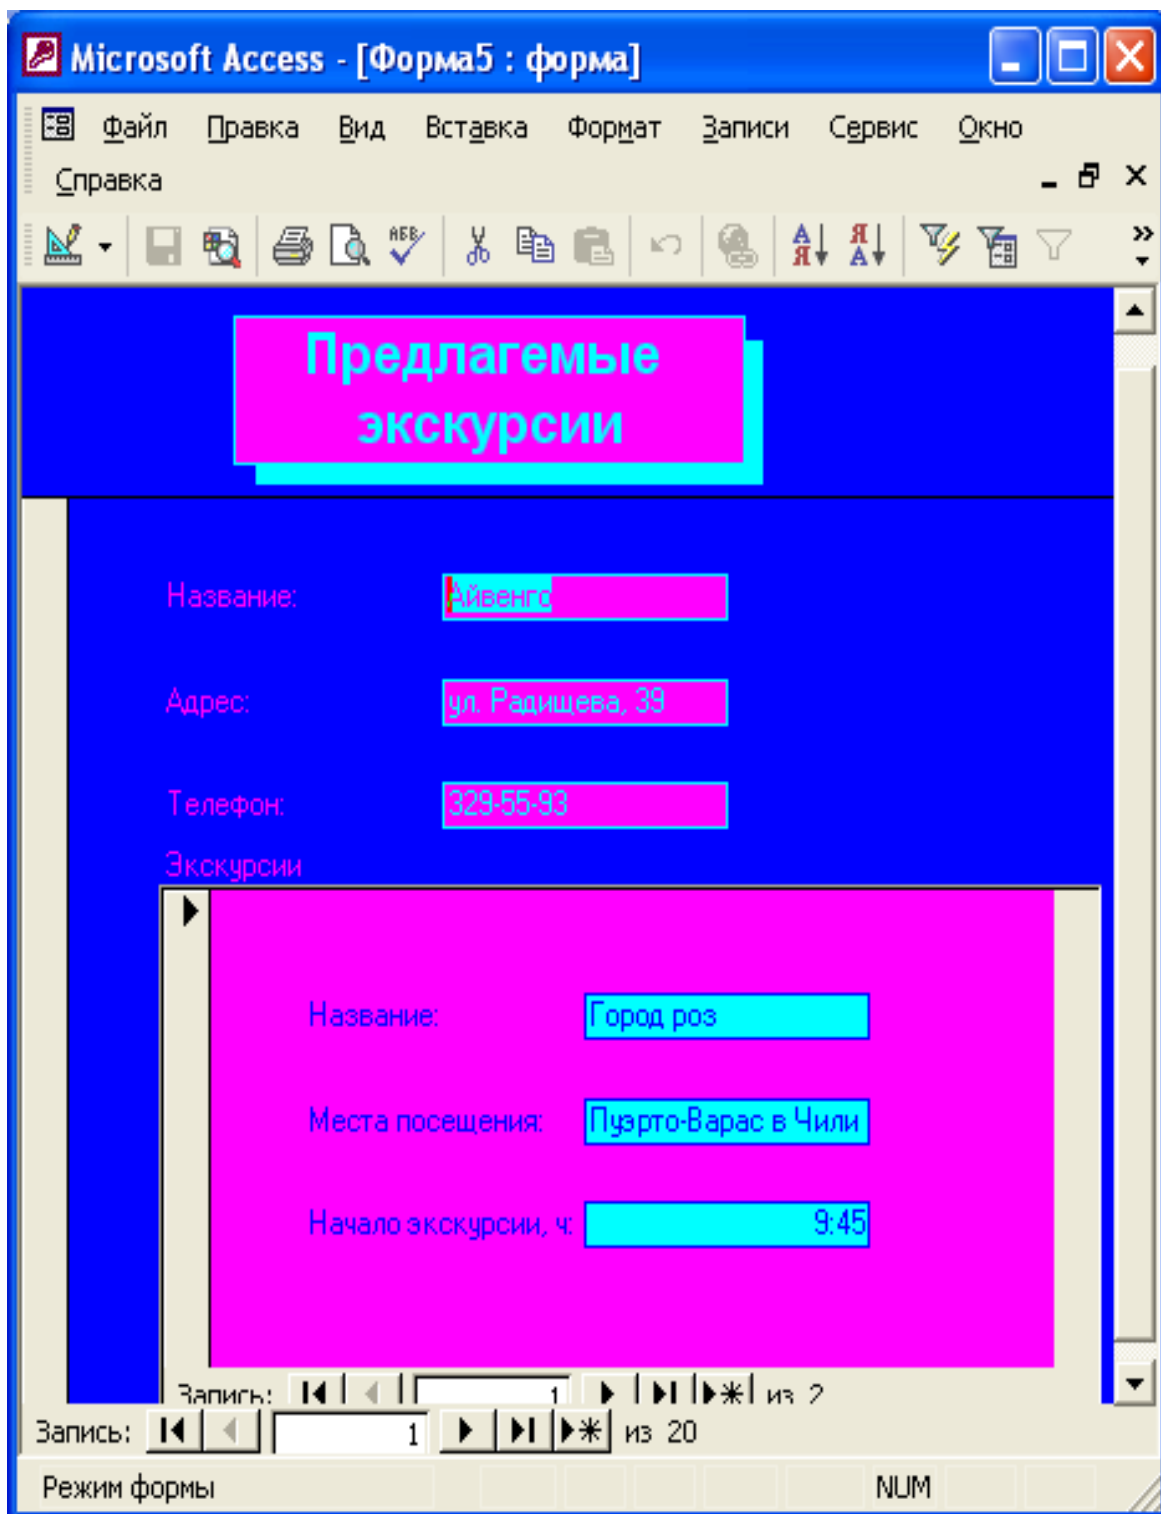 Microsoft Access - [Форма5 : форма]
Файл Правка Вид Вставка Формат Записи Сервис Окно
Справка
Предлагемые
экскурсии
Название: Айвенго
Адрес: ул. Радищева, 39
Телефон: 329-55-93
Экскурсии
Название: Город роз
Места посещения: Пуэрто-Варас в Чили
Начало экскурсии, ч: 9:45
Запись: 1 из 2
Запись: 1 из 20
Режим формы NUM